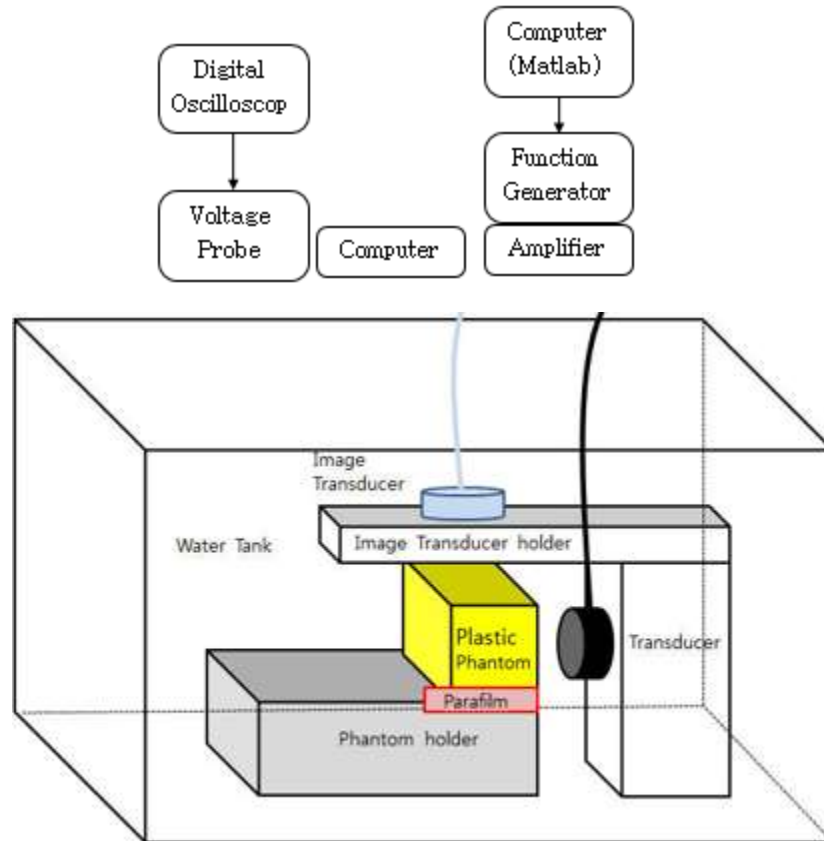 Digital
Oscilloscop
Computer
(Matlab)
Voltage
Probe
Computer
Function
Generator
Amplifier
Image
Transducer
Water Tank
Image Transducer holder
Plastic
Phantom
Transducer
Parafilm
Phantom holder